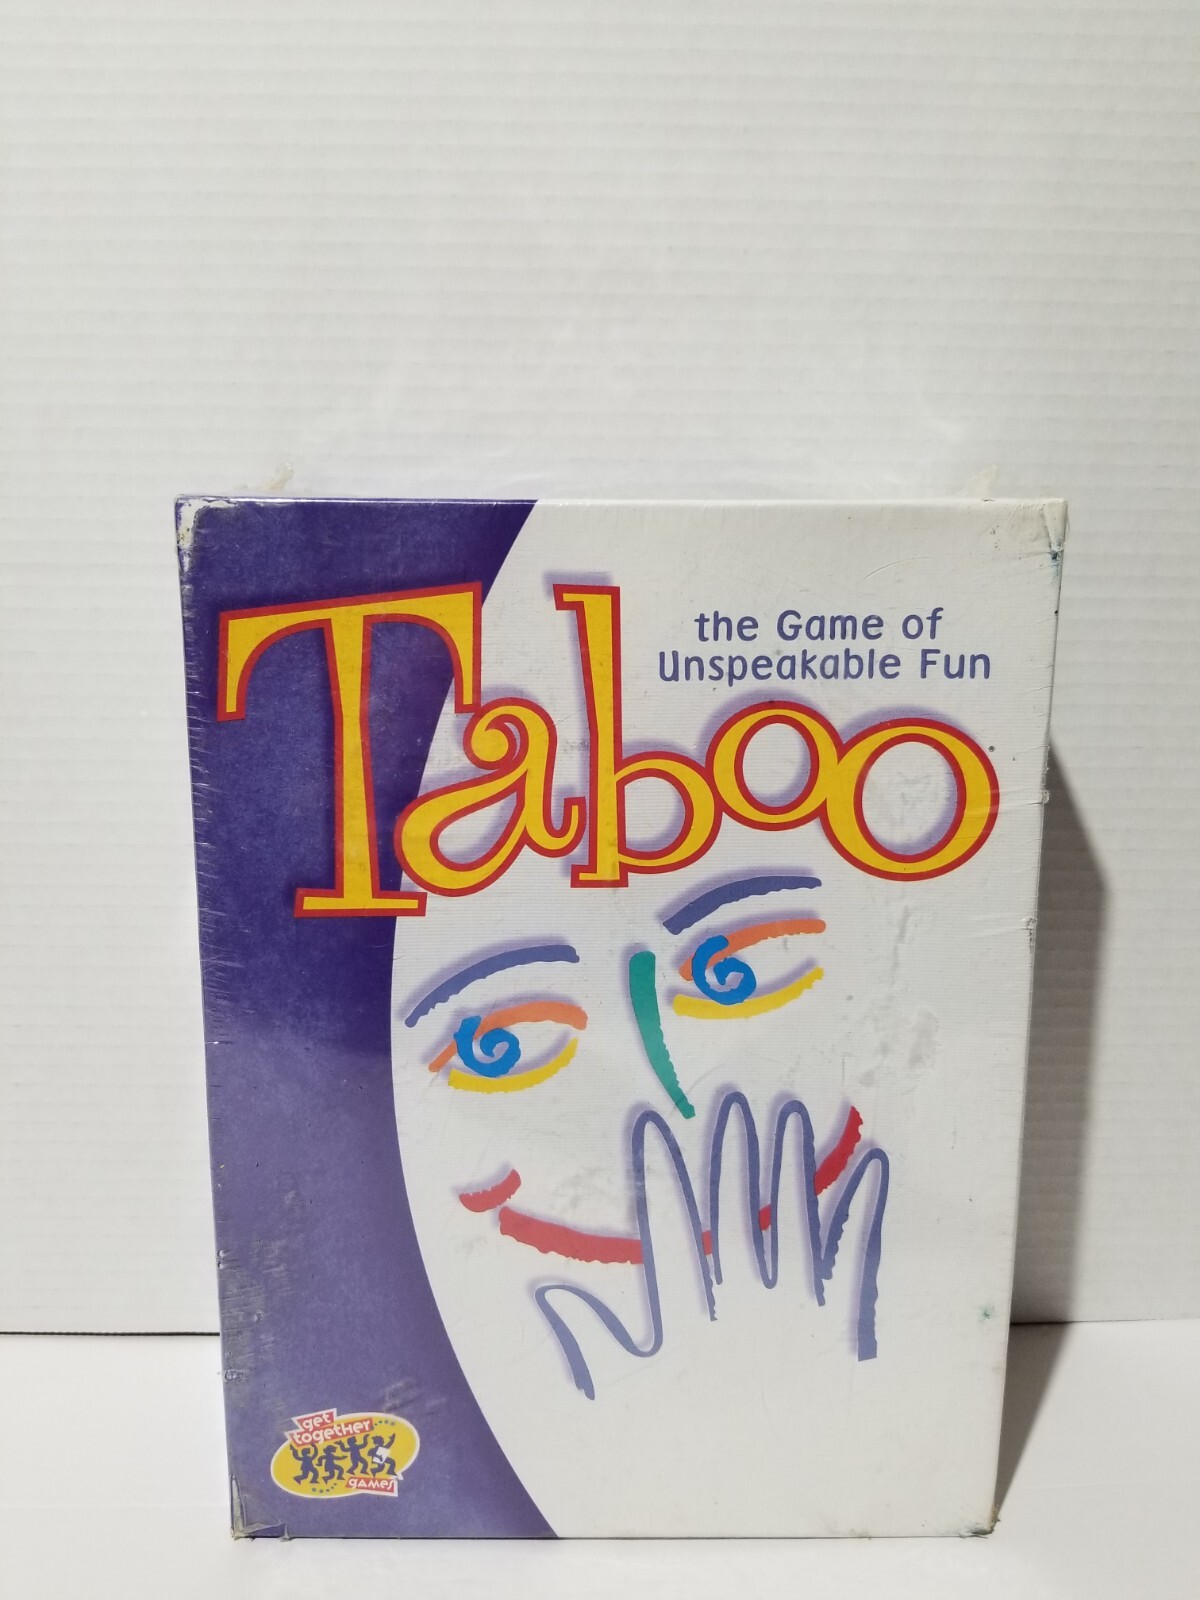 the Game of
Unspeakable Fun
Taboo
get
together
games